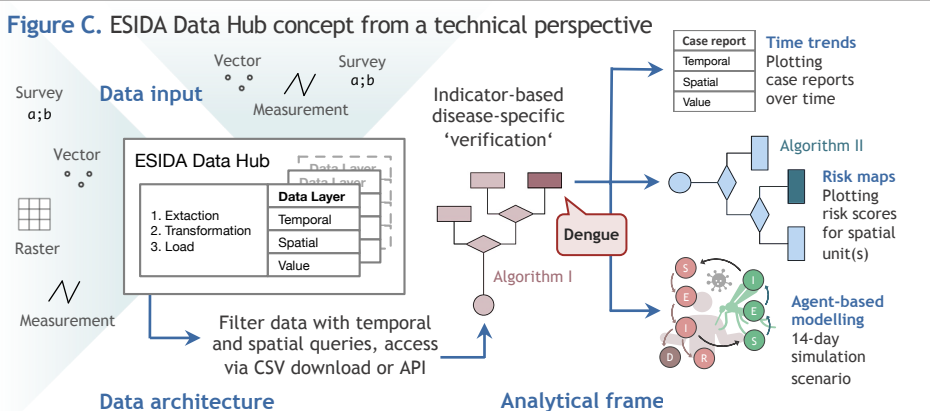 Figure C. ESIDA Data Hub concept from a technical perspective
Survey
a;b
Vector
Raster
Measurement
Data input
Vector
Survey
a;b
Measurement
ESIDA Data Hub
1. Extaction
2. Transformation
3. Load
Data Layer
Data Layer
Data Layer
Temporal
Spatial
Value
Filter data with temporal
and spatial queries, access
via CSV download or API
Data architecture
Indicator-based
disease-specific
'verification'
Algorithm I
Dengue
Analytical frame
Case report
Temporal
Spatial
Value
Time trends
Plotting
case reports
over time
Algorithm II
Risk maps
Plotting
risk scores
for spatial
unit(s)
S
E
I
D
R
I
E
S
Agent-based
modelling
14-day
simulation
scenario